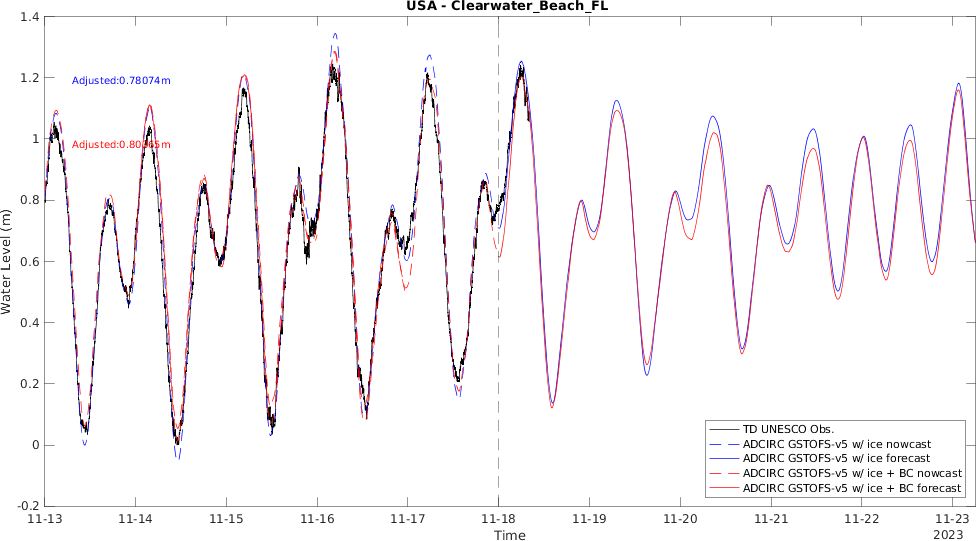 USA - Clearwater_Beach_FL
1.4
1.2
1
0.8
0.6
0.4
0.2
0
-0.2
Water Level (m)
Adjusted:0.78074m
TD UNESCO Obs.
ADCIRC GSTOFS-v5 w/ ice nowcast
ADCIRC GSTOFS-v5 w/ ice forecast
ADCIRC GSTOFS-v5 w/ ice + BC nowcast
ADCIRC GSTOFS-v5 w/ ice + BC forecast
11-13 11-14 11-15 11-16 11-17 11-18 11-19 11-20 11-21 11-22 11-23
Time
2023